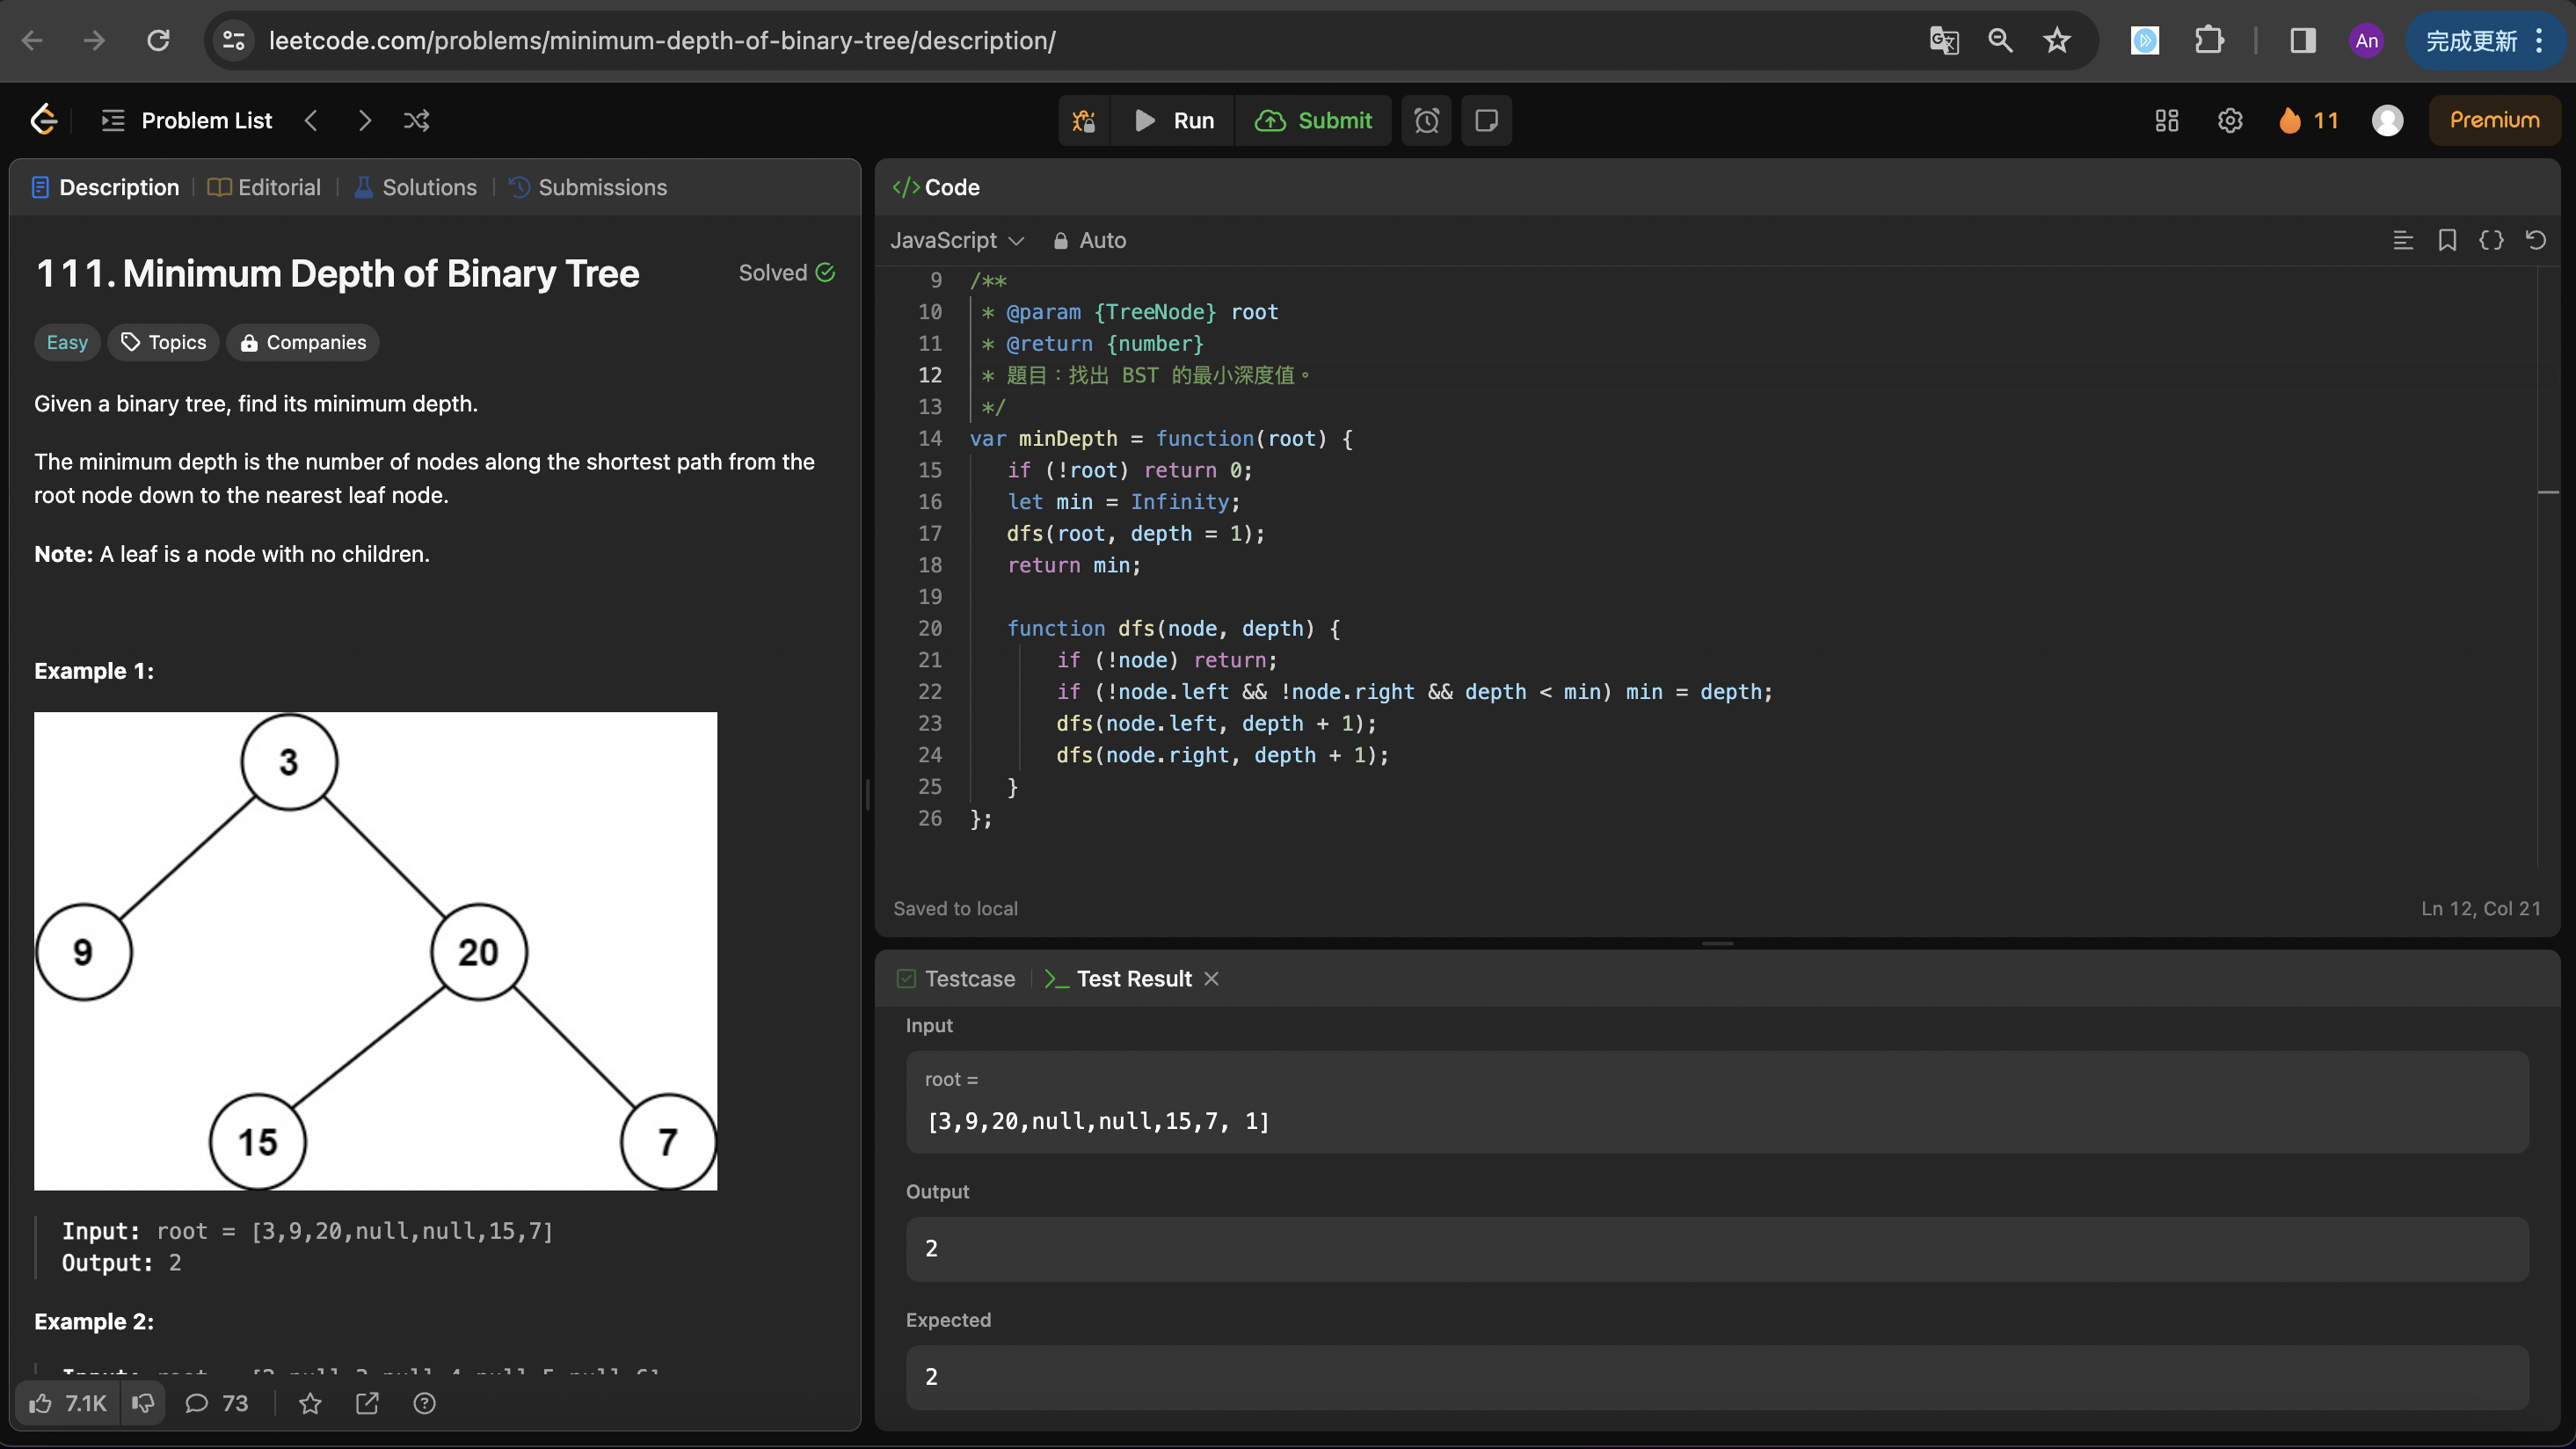 leetcode.com/problems/minimum-depth-of-binary-tree/description/
An
完成更新
Problem List
Run
Submit
11
Premium
Description
Editorial
Solutions
Submissions
111. Minimum Depth of Binary Tree
Solved
Easy
Topics
Companies
Given a binary tree, find its minimum depth.
The minimum depth is the number of nodes along the shortest path from the
root node down to the nearest leaf node.
Note: A leaf is a node with no children.
Example 1:
3
9
20
15
7
Input: root = [3,9,20,null,null,15,7]
Output: 2
Example 2:
7.1K
73
</> Code
JavaScript
Auto
9 /**
10 * @param {TreeNode} root
11 * @return {number}
12 * 題目：找出 BST 的最小深度值。
13 */
14 var minDepth = function(root) {
15 if (!root) return 0;
16 let min = Infinity;
17 dfs(root, depth = 1);
18 return min;
19
20 function dfs(node, depth) {
21 if (!node) return;
22 if (!node.left && !node.right && depth < min) min = depth;
23 dfs(node.left, depth + 1);
24 dfs(node.right, depth + 1);
25 }
26 };
Saved to local
Ln 12, Col 21
Testcase
Test Result
Input
root =
[3,9,20,null,null,15,7, 1]
Output
2
Expected
2